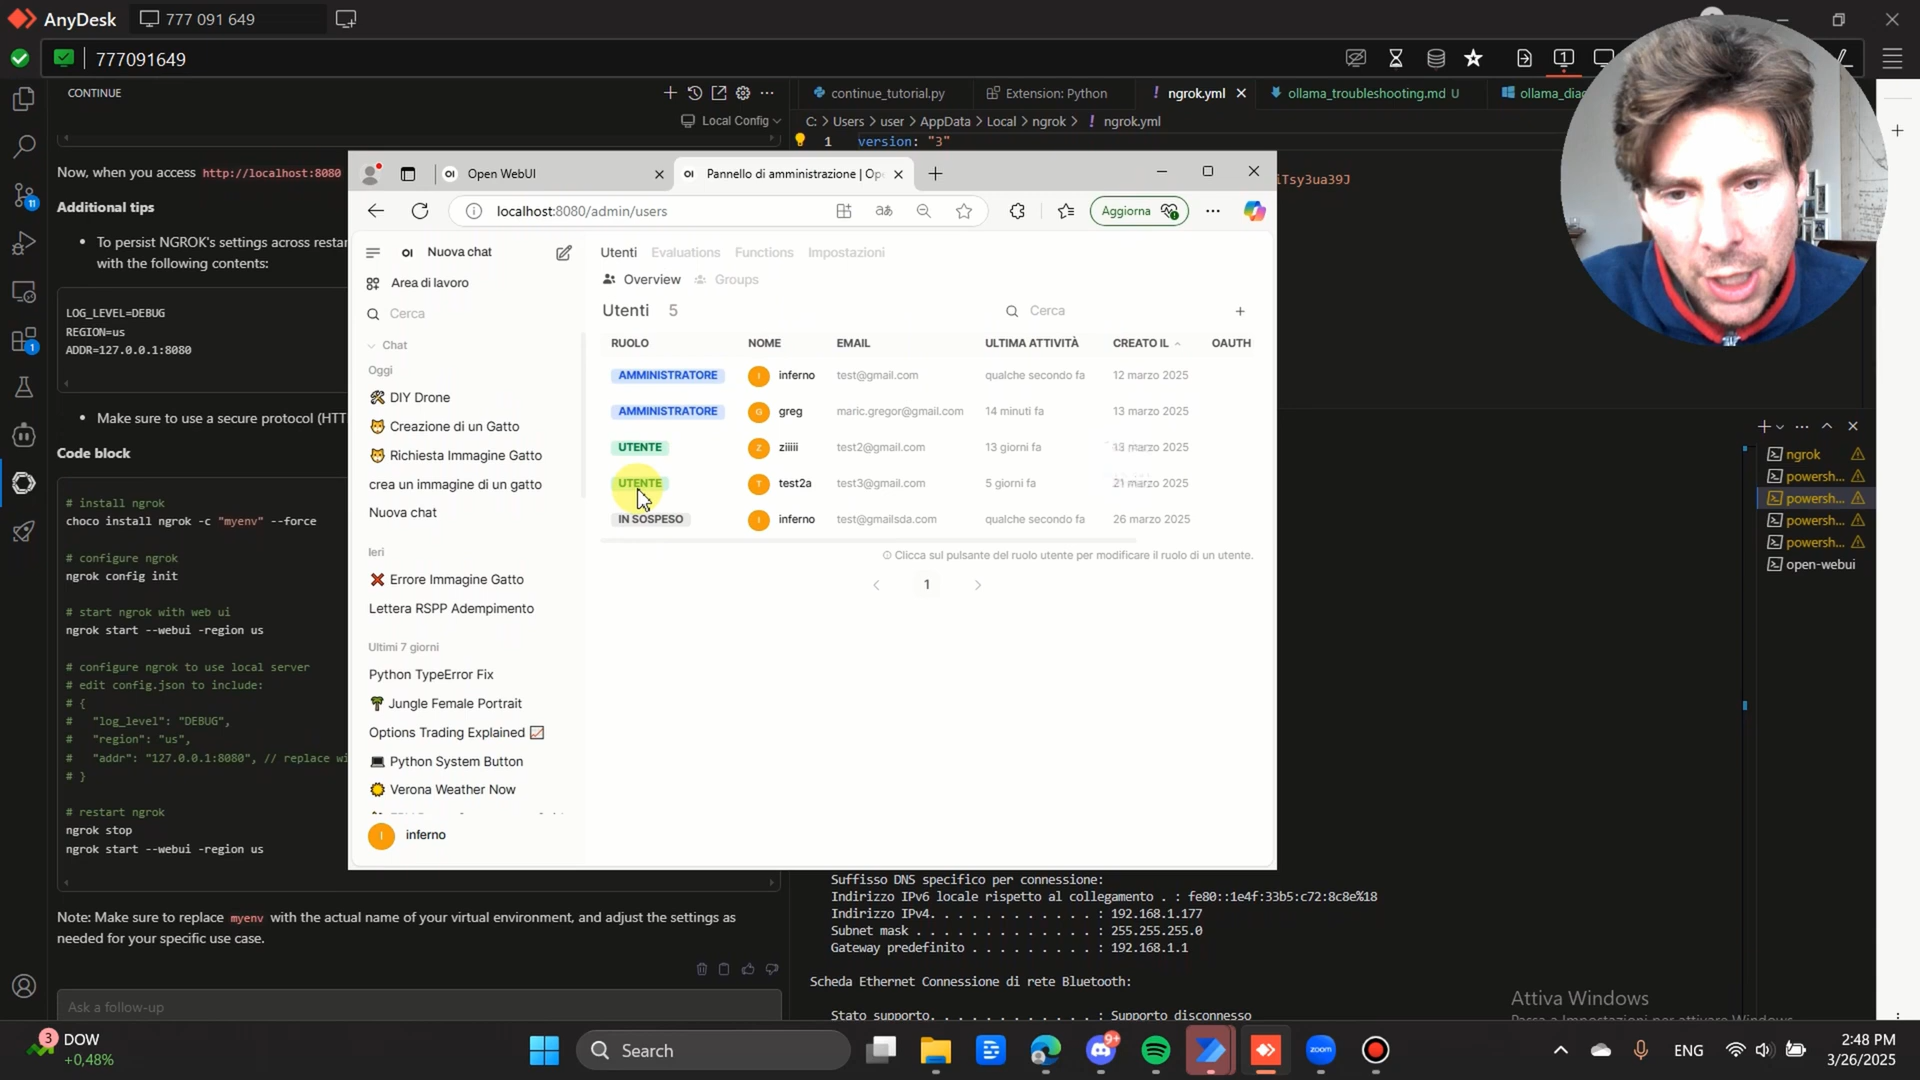 AnyDesk
777 091 649
777091649
CONTINUE
Local Config
Now, when you access http://localhost:8080
Additional tips
• To persist NGROK's settings across restar
with the following contents:
LOG_LEVEL=DEBUG
REGION=us
ADDR=127.0.0.1:8080
• Make sure to use a secure protocol (HTT
Code block
# install ngrok
choco install ngrok -c "myenv" --force
# configure ngrok
ngrok config init
# start ngrok with web ui
ngrok start --webui -region us
# configure ngrok to use local server
# edit config.json to include:
# {
#   "log_level": "DEBUG",
#   "region": "us",
#   "addr": "127.0.0.1:8080", // replace wi
# }
# restart ngrok
ngrok stop
ngrok start --webui -region us
Note: Make sure to replace myenv with the actual name of your virtual environment, and adjust the settings as
needed for your specific use case.
Ask a follow-up
11
1
continue_tutorial.py
Extension: Python
! ngrok.yml
ollama_troubleshooting.md U
ollama_dia
C: > Users > user > AppData > Local > ngrok > ! ngrok.yml
1 version: "3"
iTsy3ua39J
Open WebUI
Pannello di amministrazione | Op
localhost:8080/admin/users
Aggiorna
Nuova chat
Area di lavoro
Cerca
Chat
Oggi
DIY Drone
Creazione di un Gatto
Richiesta Immagine Gatto
crea un immagine di un gatto
Nuova chat
Ieri
Errore Immagine Gatto
Lettera RSPP Adempimento
Ultimi 7 giorni
Python TypeError Fix
Jungle Female Portrait
Options Trading Explained
Python System Button
Verona Weather Now
I inferno
Utenti Evaluations Functions Impostazioni
Overview Groups
Utenti 5
Cerca
RUOLO NOME EMAIL ULTIMA ATTIVITÀ CREATO IL OAUTH
AMMINISTRATORE I inferno test@gmail.com qualche secondo fa 12 marzo 2025
AMMINISTRATORE G greg maric.gregor@gmail.com 14 minuti fa 13 marzo 2025
UTENTE Z ziiiii test2@gmail.com 13 giorni fa 13 marzo 2025
UTENTE T test2a test3@gmail.com 5 giorni fa 21 marzo 2025
IN SOSPESO I inferno test@gmailsda.com qualche secondo fa 26 marzo 2025
Clicca sul pulsante del ruolo utente per modificare il ruolo di un utente.
1
ngrok
powersh...
powersh...
powersh...
powersh...
open-webui
Suffisso DNS specifico per connessione:
Indirizzo IPv6 locale rispetto al collegamento . : fe80::1e4f:33b5:c72:8c8e%18
Indirizzo IPv4. . . . . . . . . . . . : 192.168.1.177
Subnet mask . . . . . . . . . . . . . : 255.255.255.0
Gateway predefinito . . . . . . . . . : 192.168.1.1
Scheda Ethernet Connessione di rete Bluetooth:
Stato supporto. . . . . . . . . . . . : Supporto disconnesso
Attiva Windows
Passa a Impostazioni per attivare Windows.
3
DOW
+0,48%
Search
9+
zoom
ENG
2:48 PM
3/26/2025